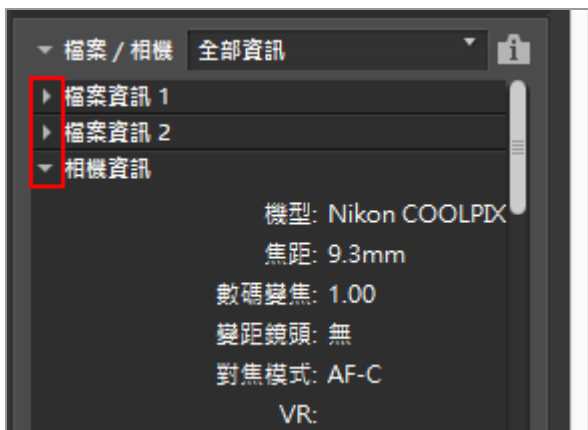 檔案 / 相機 全部資訊
檔案資訊 1
檔案資訊 2
相機資訊
機型: Nikon COOLPIX
焦距: 9.3mm
數碼變焦: 1.00
變距鏡頭: 無
對焦模式: AF-C
VR: